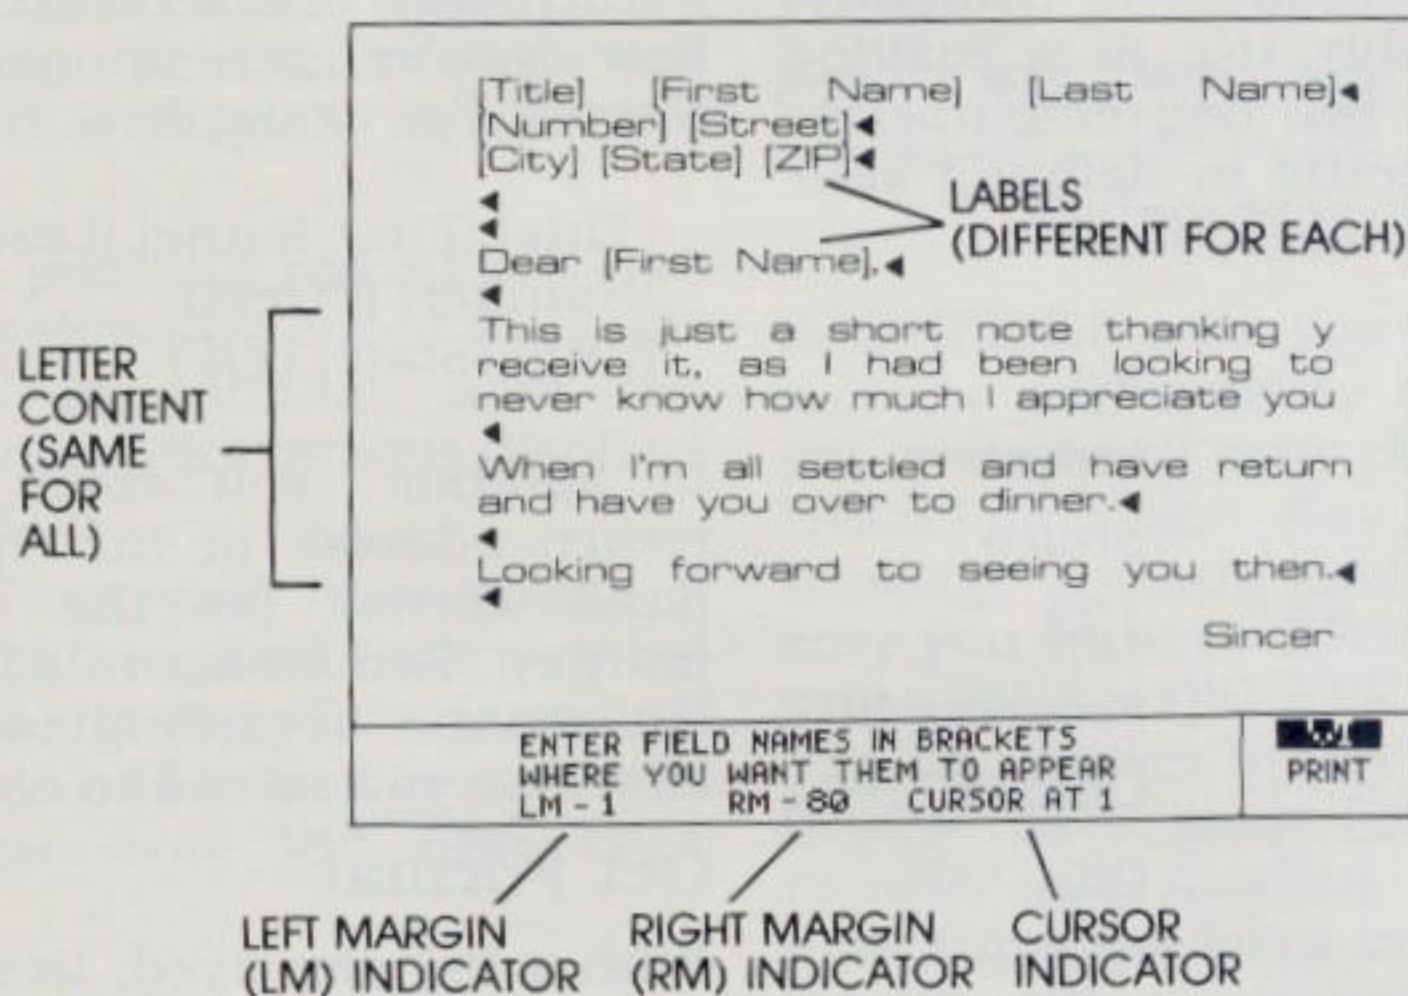 [Title] [First Name] [Last Name]◄
[Number] [Street]◄
[City] [State] [ZIP]◄
◄
◄
Dear [First Name],◄
◄
This is just a short note thanking y
receive it, as I had been looking to
never know how much I appreciate you
◄
When I'm all settled and have return
and have you over to dinner.◄
◄
Looking forward to seeing you then.◄
◄
Sincer
LABELS
(DIFFERENT FOR EACH)
LETTER
CONTENT
(SAME
FOR
ALL)
ENTER FIELD NAMES IN BRACKETS
WHERE YOU WANT THEM TO APPEAR
LM - 1 RM - 80 CURSOR AT 1
PRINT
LEFT MARGIN
(LM) INDICATOR
RIGHT MARGIN
(RM) INDICATOR
CURSOR
INDICATOR